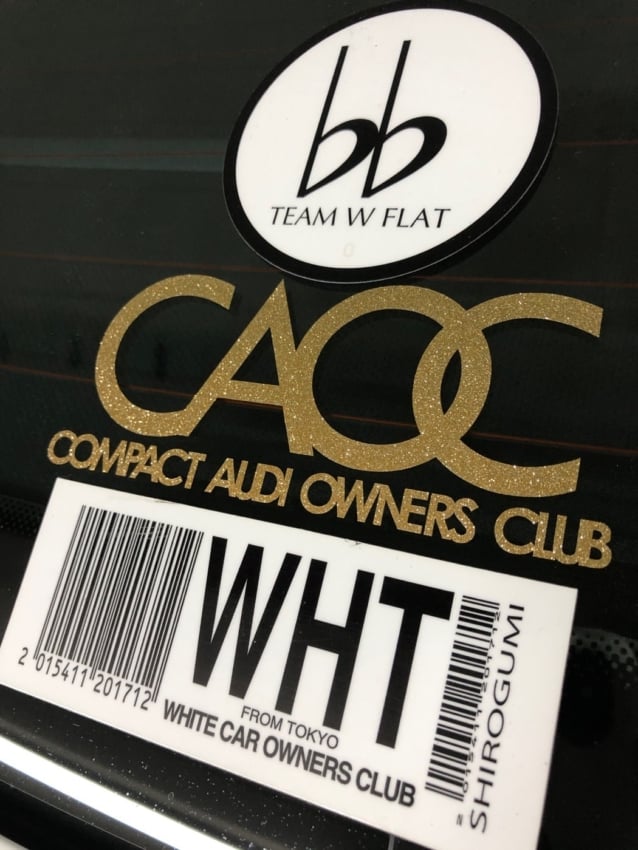 bb
TEAM W FLAT
CAOC
COMPACT AUDI OWNERS CLUB
WHT
FROM TOKYO
WHITE CAR OWNERS CLUB
2 015411 201712
SHIROGUMI